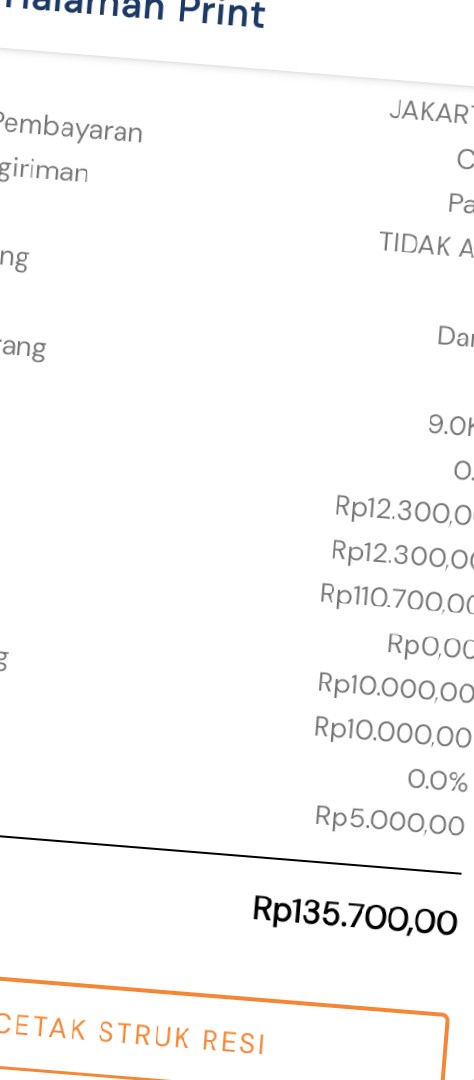 Halaman Print
JAKART
Pembayaran
C
giriman
Pa
TIDAK A
ng
Dar
rang
9.0K
0.
Rp12.300,0
Rp12.300,00
Rp110.700,00
Rp0,00
g
Rp10.000,00
Rp10.000,00
0.0%
Rp5.000,00
Rp135.700,00
CETAK STRUK RESI